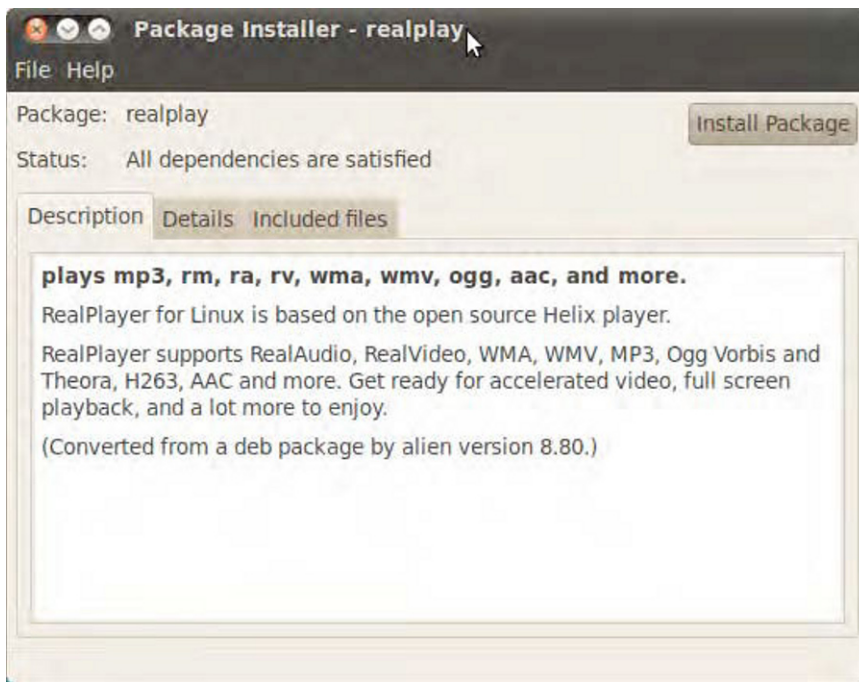 Package Installer - realplay
File Help
Package: realplay
Install Package
Status: All dependencies are satisfied
Description Details Included files
plays mp3, rm, ra, rv, wma, wmv, ogg, aac, and more.
RealPlayer for Linux is based on the open source Helix player.
RealPlayer supports RealAudio, RealVideo, WMA, WMV, MP3, Ogg Vorbis and
Theora, H263, AAC and more. Get ready for accelerated video, full screen
playback, and a lot more to enjoy.
(Converted from a deb package by alien version 8.80.)